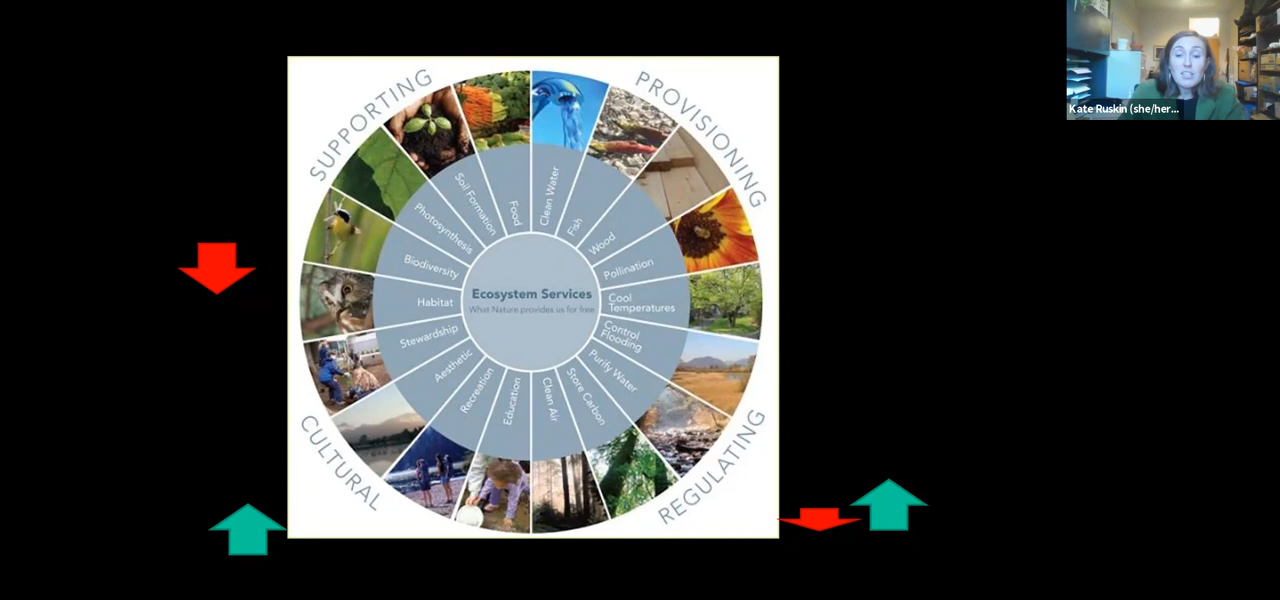 Kate Ruskin (she/her...
SUPPORTING
PROVISIONING
CULTURAL
REGULATING
Ecosystem Services
What Nature provides us for free
Clean Water
Fish
Wood
Pollination
Cool
Temperatures
Control
Flooding
Purify Water
Store Carbon
Clean Air
Education
Recreation
Aesthetic
Stewardship
Habitat
Biodiversity
Photosynthesis
Soil Formation
Food